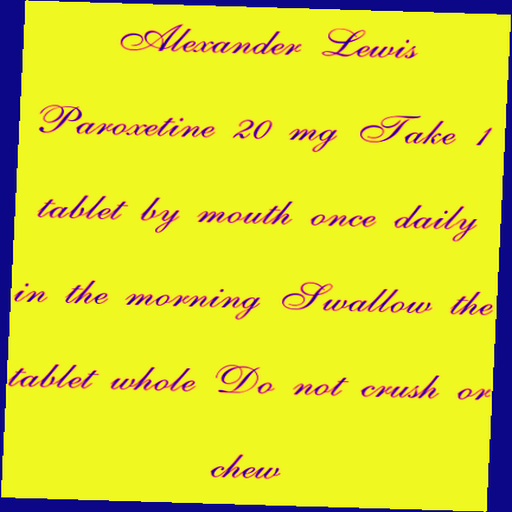 Alexander Lewis
Paroxetine 20 mg Take 1
tablet by mouth once daily
in the morning Swallow the
tablet whole Do not crush or
chew